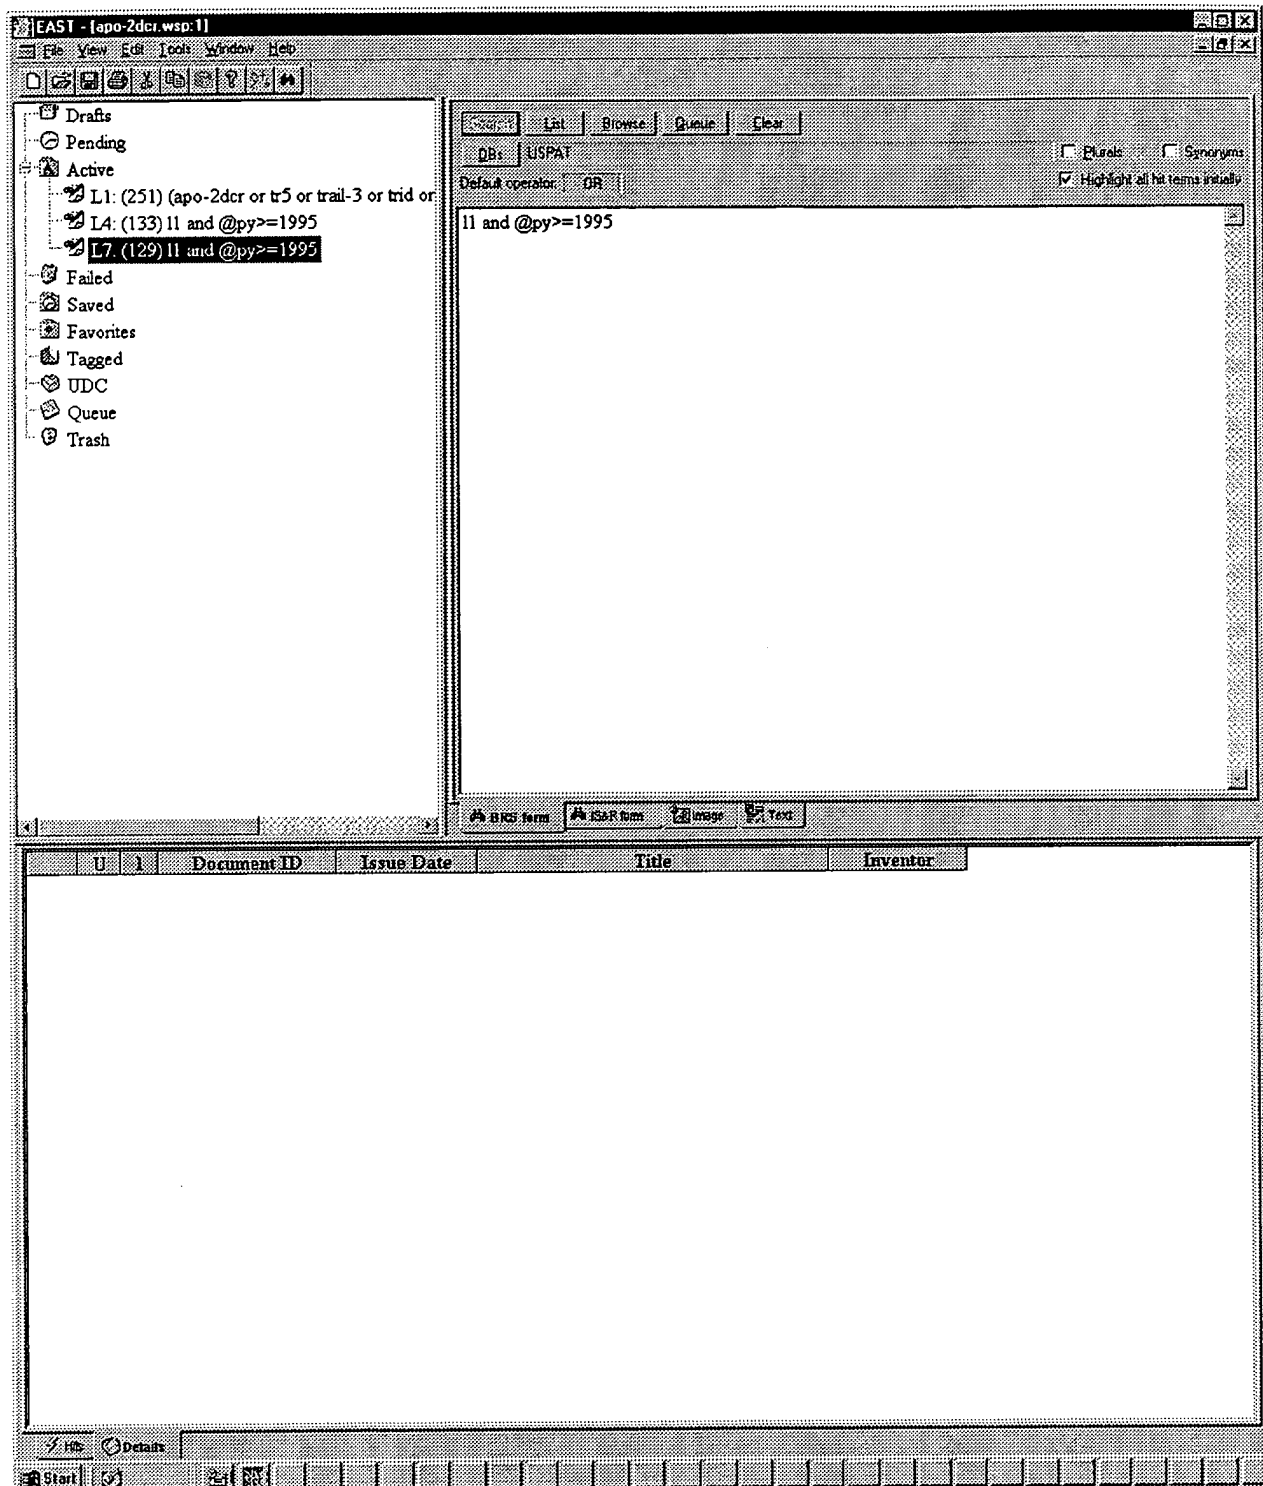 EAST - [apo-2dcr.wsp:1]
File View Edit Tools Window Help
Drafts
Pending
Active
L1: (251) (apo-2dcr or tr5 or trail-3 or trid or
L4: (133) l1 and @py>=1995
L7: (129) l1 and @py>=1995
Failed
Saved
Favorites
Tagged
UDC
Queue
Trash
Search List Browse Queue Clear
DBs USPAT
Plurals Synonyms
Default operator: OR
Highlight all hit terms initially
l1 and @py>=1995
BRS form IS&R form Image Text
U 1 Document ID Issue Date Title Inventor
Hits Details
Start